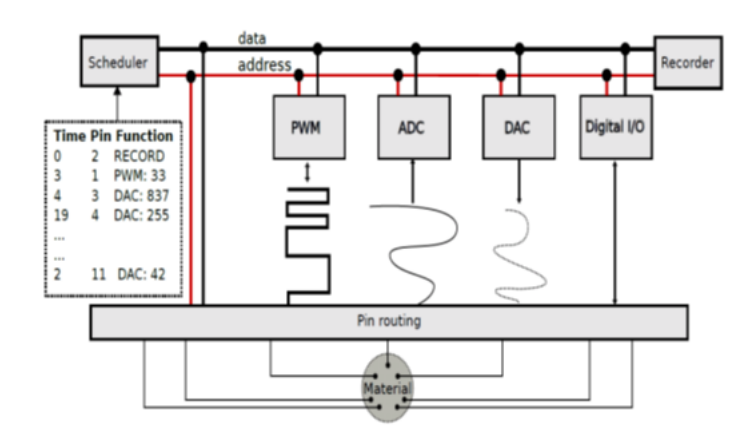 data
Scheduler
address
Recorder
PWM
ADC
DAC
Digital I/O
Time Pin Function
0 2 RECORD
3 1 PWM: 33
4 3 DAC: 837
19 4 DAC: 255
...
...
2 11 DAC: 42
Pin routing
Material